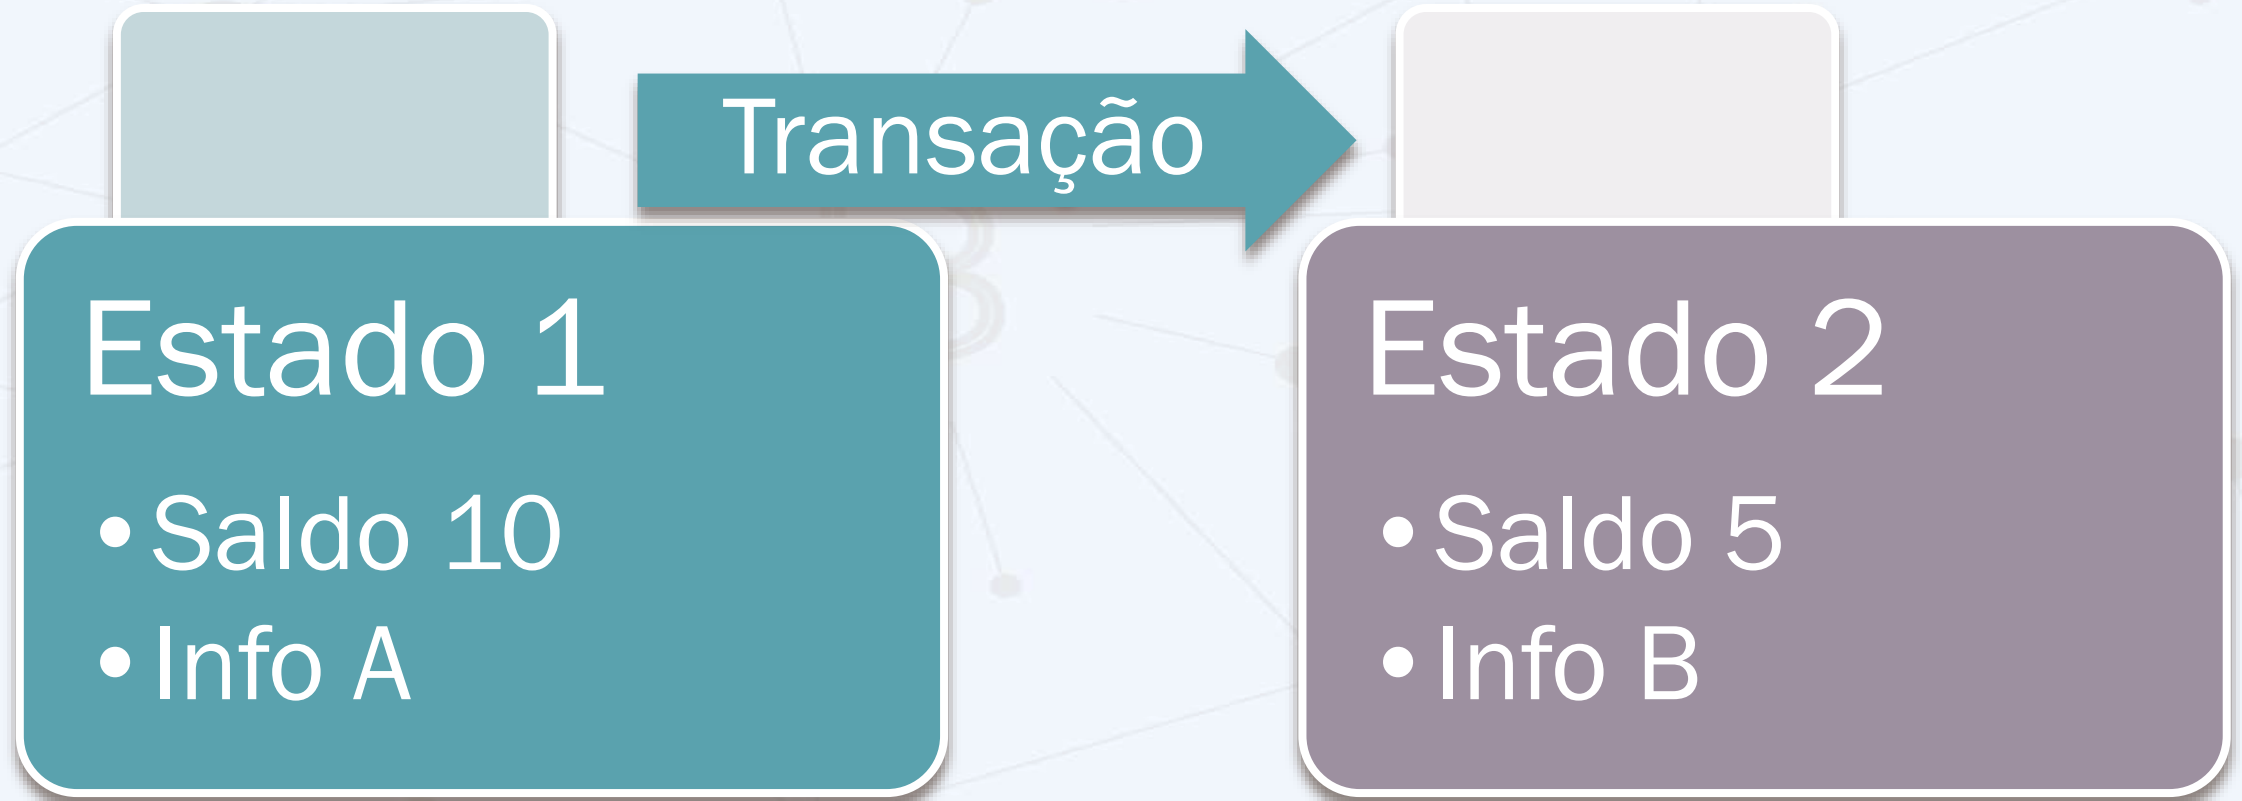 Transação
Estado 1
•Saldo 10
•Info A
Estado 2
•Saldo 5
•Info B